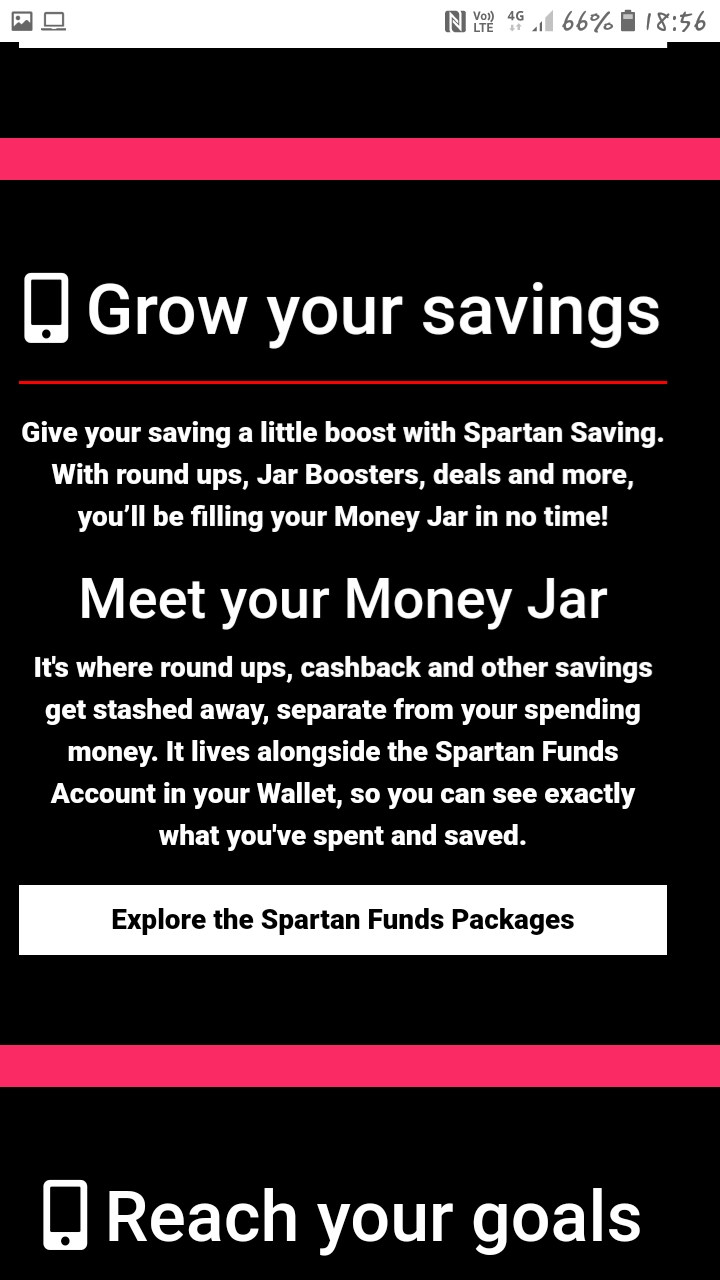 Vo)) LTE 4G 66% 18:56
Grow your savings
Give your saving a little boost with Spartan Saving.
With round ups, Jar Boosters, deals and more,
you’ll be filling your Money Jar in no time!
Meet your Money Jar
It's where round ups, cashback and other savings
get stashed away, separate from your spending
money. It lives alongside the Spartan Funds
Account in your Wallet, so you can see exactly
what you've spent and saved.
Explore the Spartan Funds Packages
Reach your goals